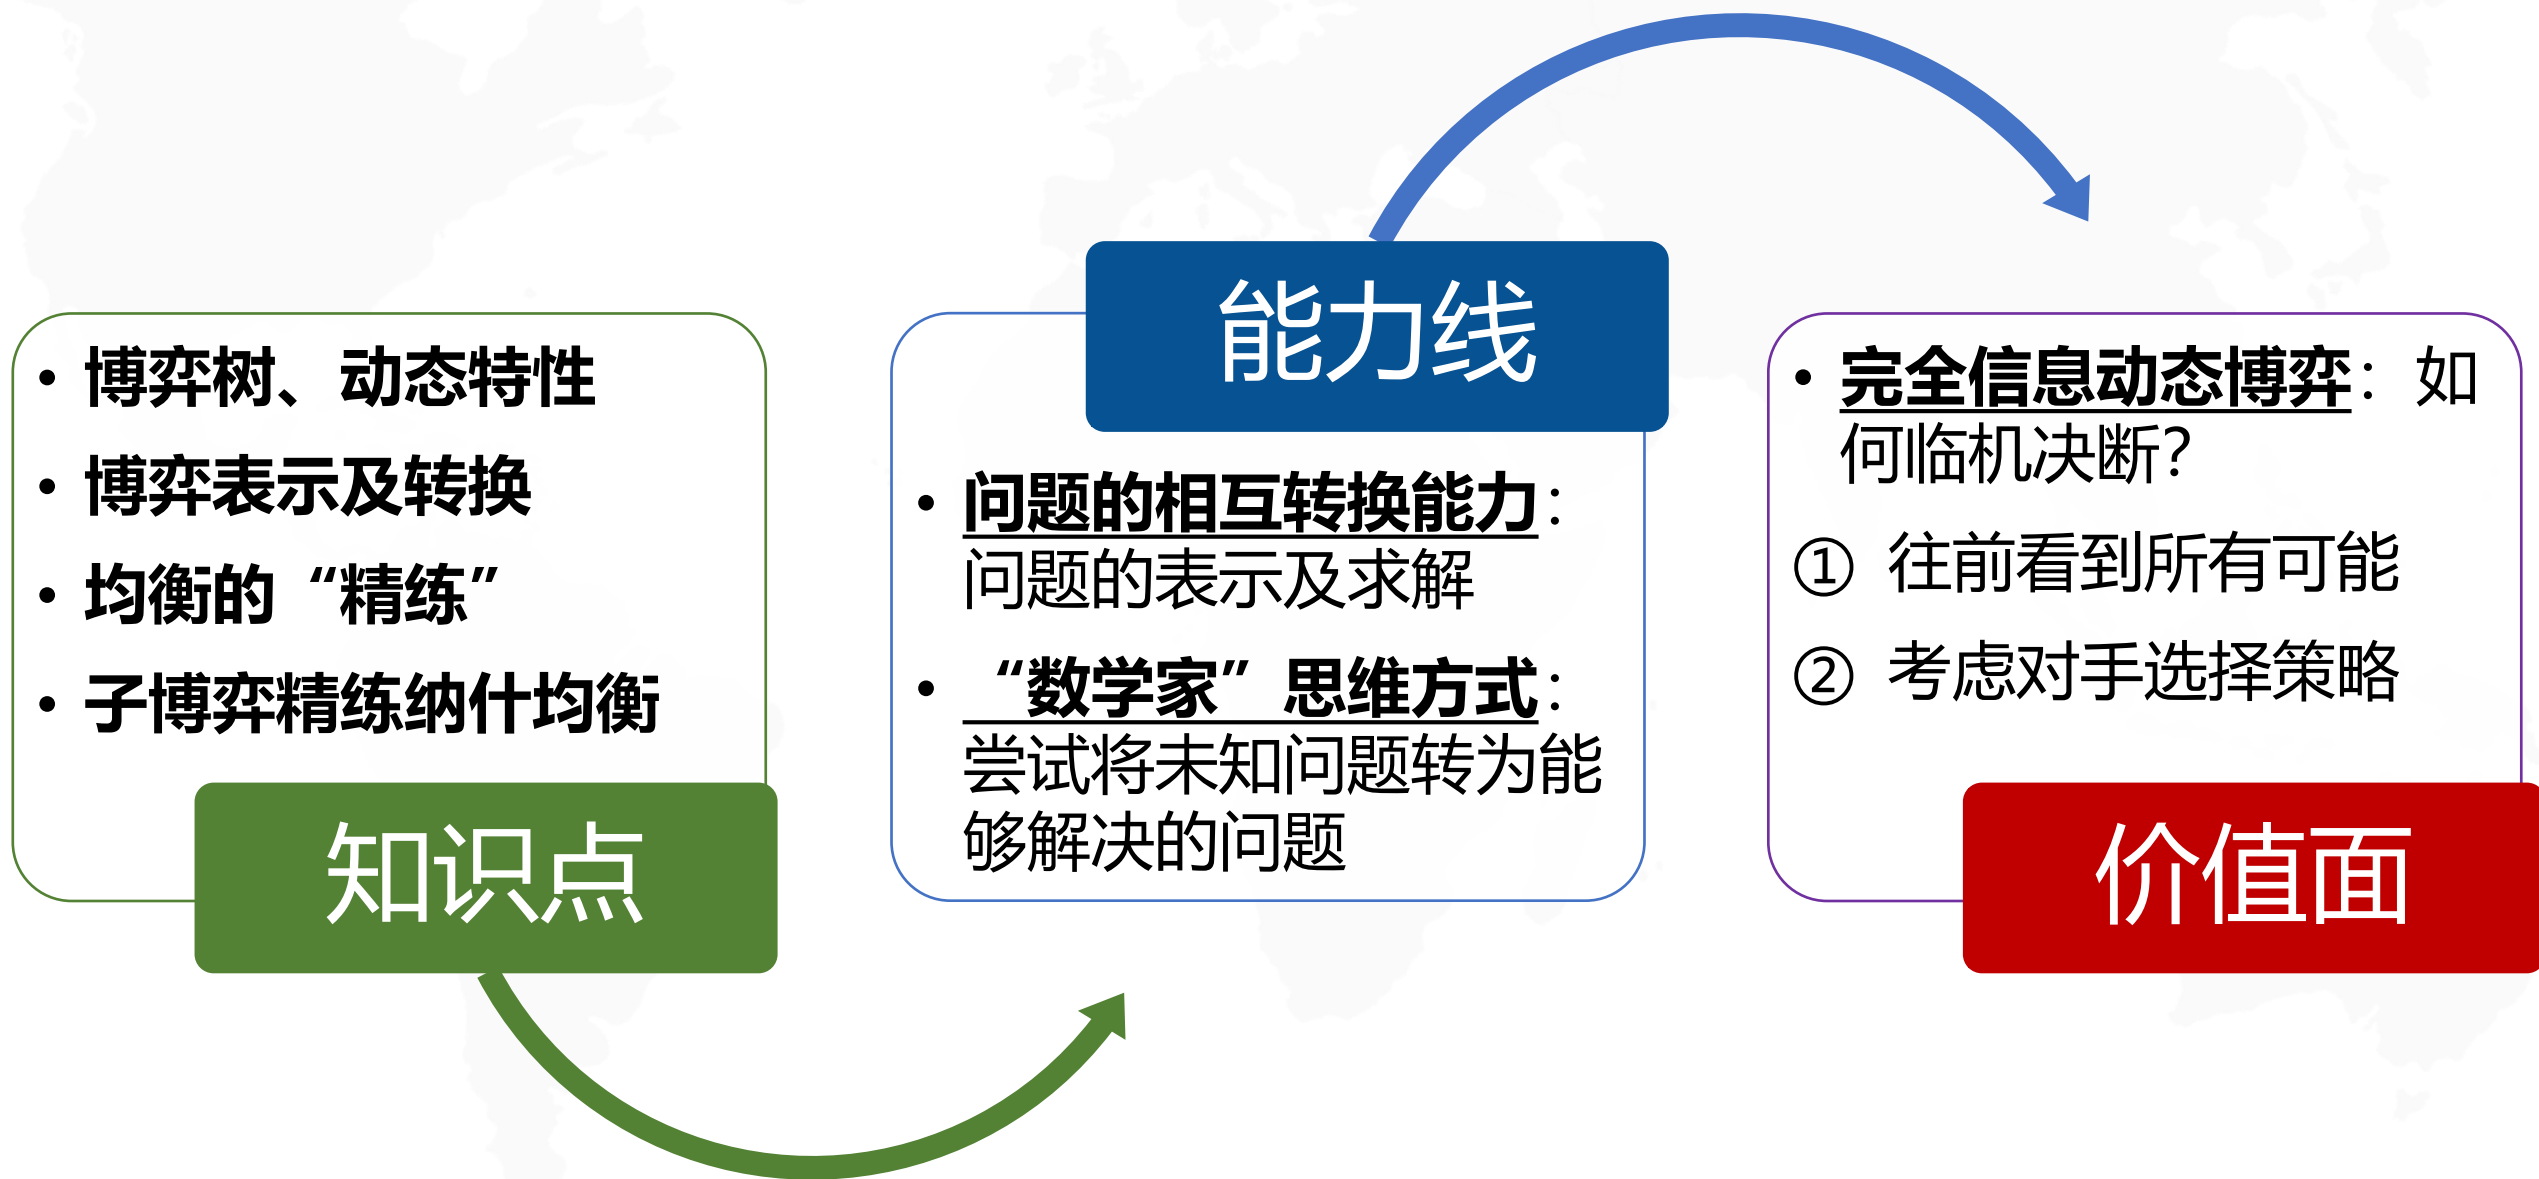 • 博弈树、动态特性
• 博弈表示及转换
• 均衡的“精练”
• 子博弈精练纳什均衡
知识点
能力线
• 问题的相互转换能力：
问题的表示及求解
• “数学家”思维方式：
尝试将未知问题转为能
够解决的问题
• 完全信息动态博弈：如
何临机决断？
① 往前看到所有可能
② 考虑对手选择策略
价值面